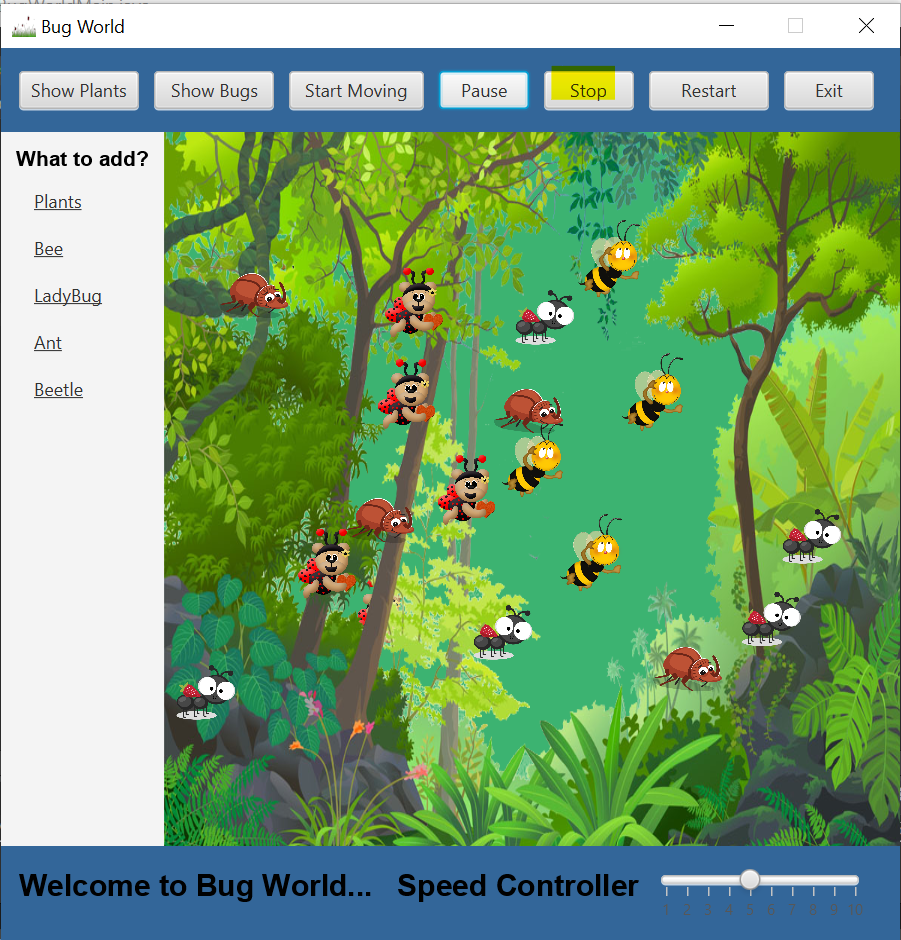 Bug World
Show Plants Show Bugs Start Moving Pause Stop Restart Exit
What to add?
Plants
Bee
LadyBug
Ant
Beetle
Welcome to Bug World... Speed Controller
1 2 3 4 5 6 7 8 9 10